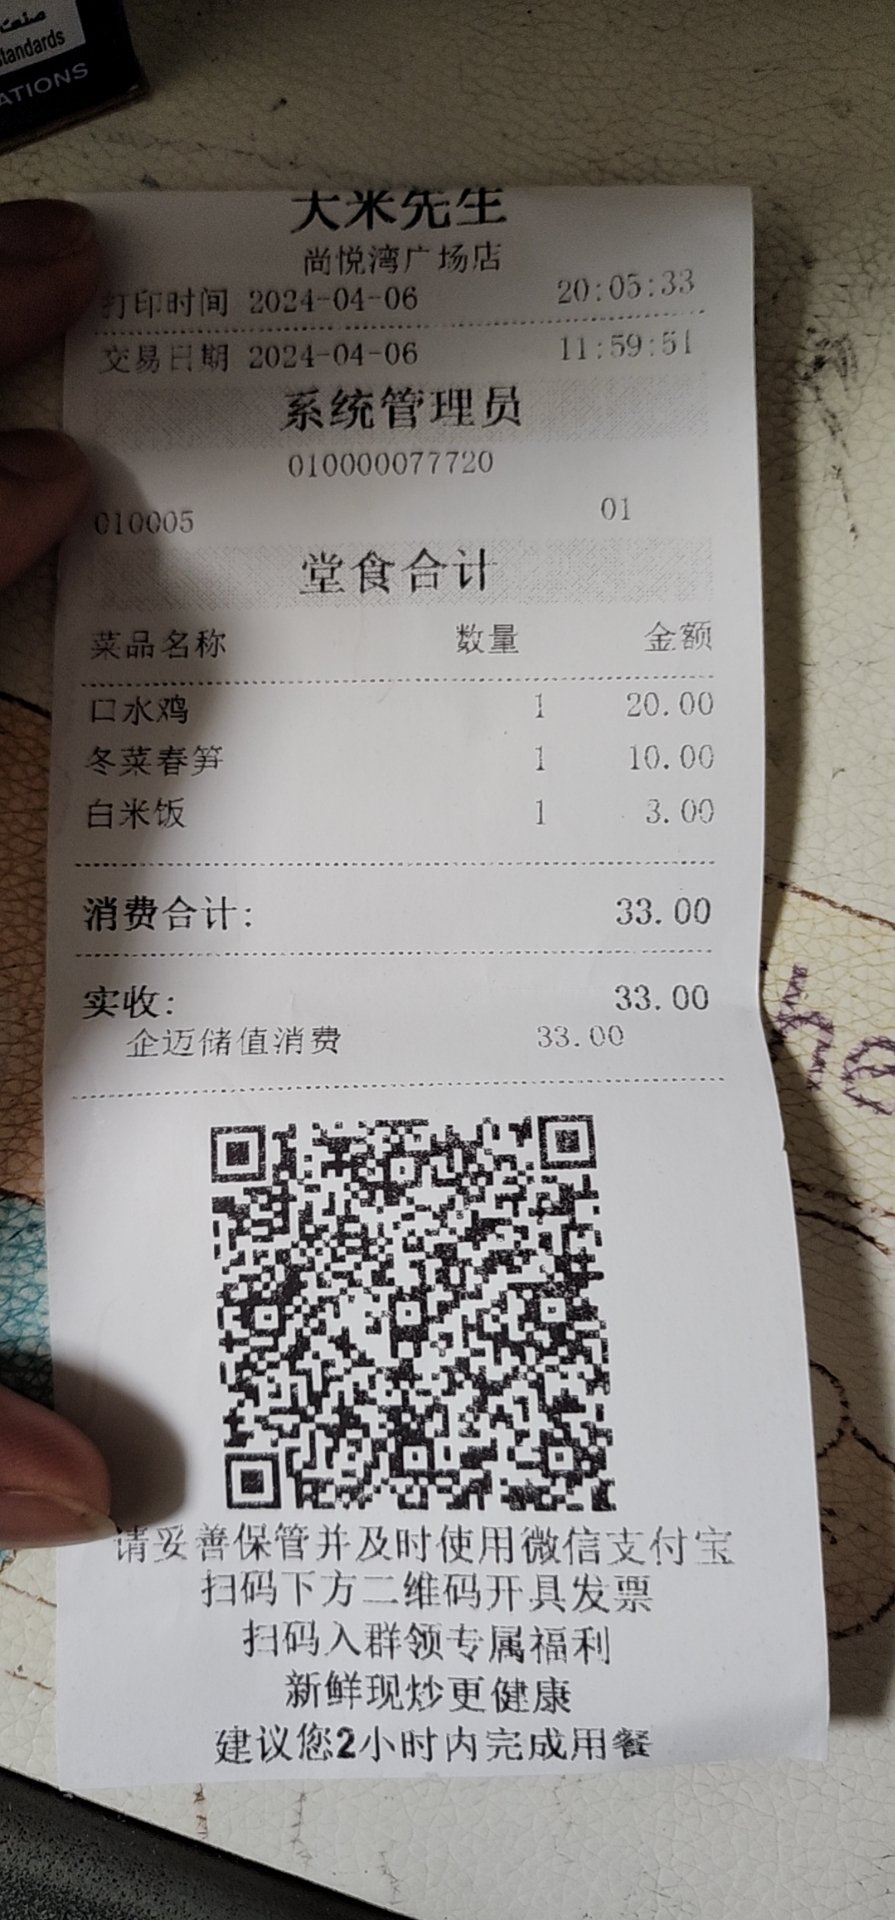 صنعت
standards
ATIONS
大米先生
尚悦湾广场店
打印时间 2024-04-06 20:05:33
交易日期 2024-04-06 11:59:51
系统管理员
010000077720
010005 01
堂食合计
菜品名称 数量 金额
口水鸡 1 20.00
冬菜春笋 1 10.00
白米饭 1 3.00
消费合计: 33.00
实收: 33.00
企迈储值消费 33.00
请妥善保管并及时使用微信支付宝
扫码下方二维码开具发票
扫码入群领专属福利
新鲜现炒更健康
建议您2小时内完成用餐